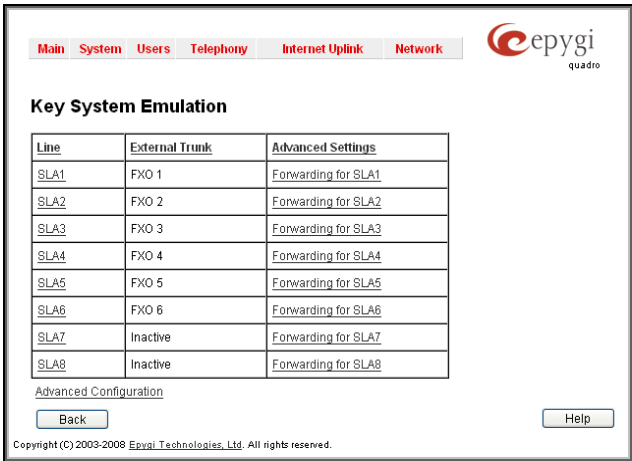 epygi
quadro
Main System Users Telephony Internet Uplink Network
Key System Emulation
Line External Trunk Advanced Settings
SLA1 FXO 1 Forwarding for SLA1
SLA2 FXO 2 Forwarding for SLA2
SLA3 FXO 3 Forwarding for SLA3
SLA4 FXO 4 Forwarding for SLA4
SLA5 FXO 5 Forwarding for SLA5
SLA6 FXO 6 Forwarding for SLA6
SLA7 Inactive Forwarding for SLA7
SLA8 Inactive Forwarding for SLA8
Advanced Configuration
Back Help
Copyright (C) 2003-2008 Epygi Technologies, Ltd. All rights reserved.